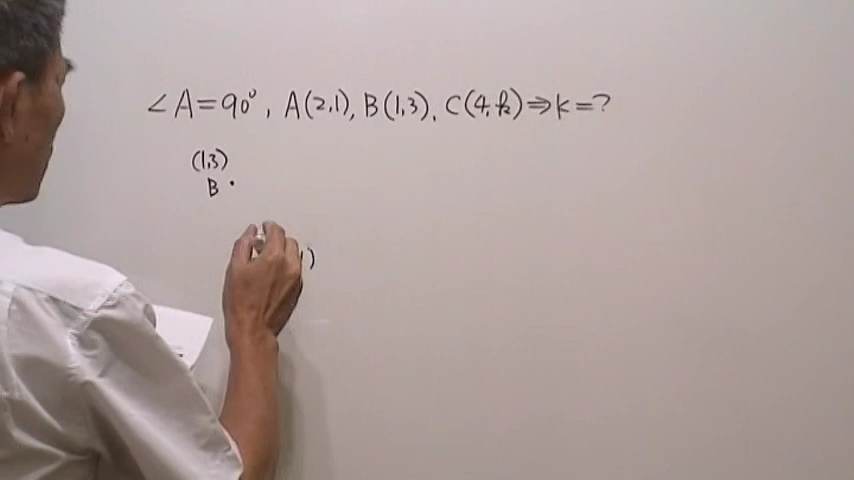 ∠A=90°, A(2,1), B(1,3), C(4,k)⇒k=?
(1,3)
B
)